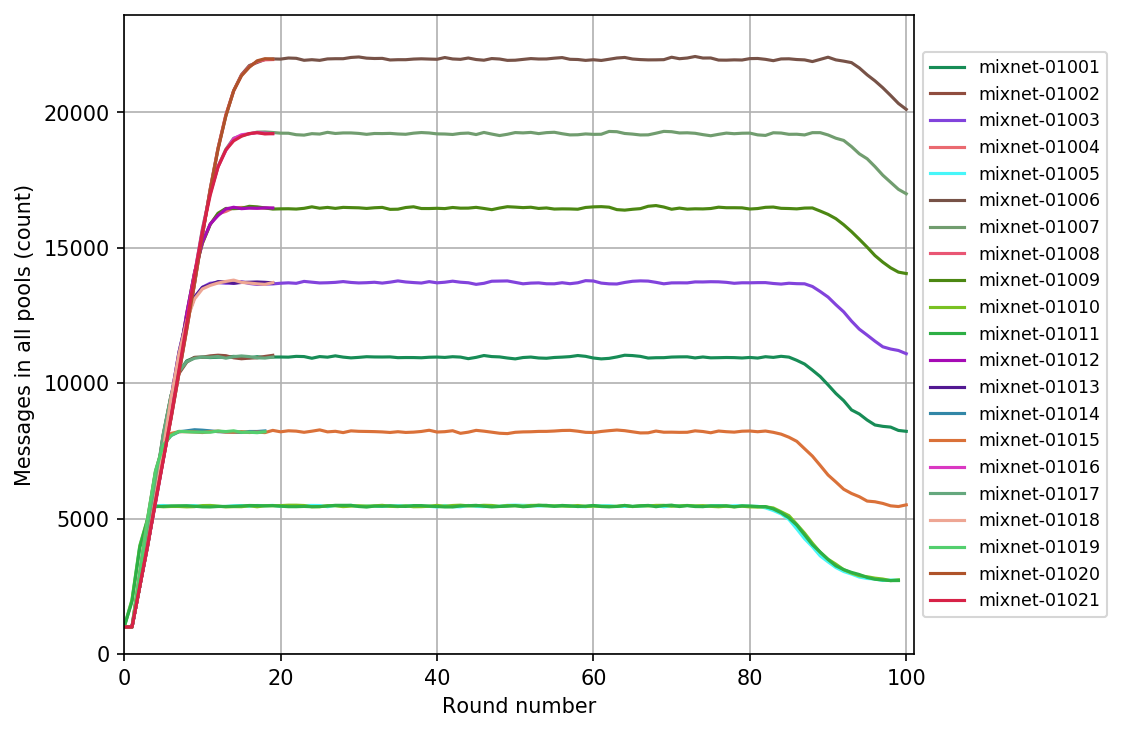 Messages in all pools (count)
20000
15000
10000
5000
0
0 20 40 60 80 100
Round number
mixnet-01001
mixnet-01002
mixnet-01003
mixnet-01004
mixnet-01005
mixnet-01006
mixnet-01007
mixnet-01008
mixnet-01009
mixnet-01010
mixnet-01011
mixnet-01012
mixnet-01013
mixnet-01014
mixnet-01015
mixnet-01016
mixnet-01017
mixnet-01018
mixnet-01019
mixnet-01020
mixnet-01021